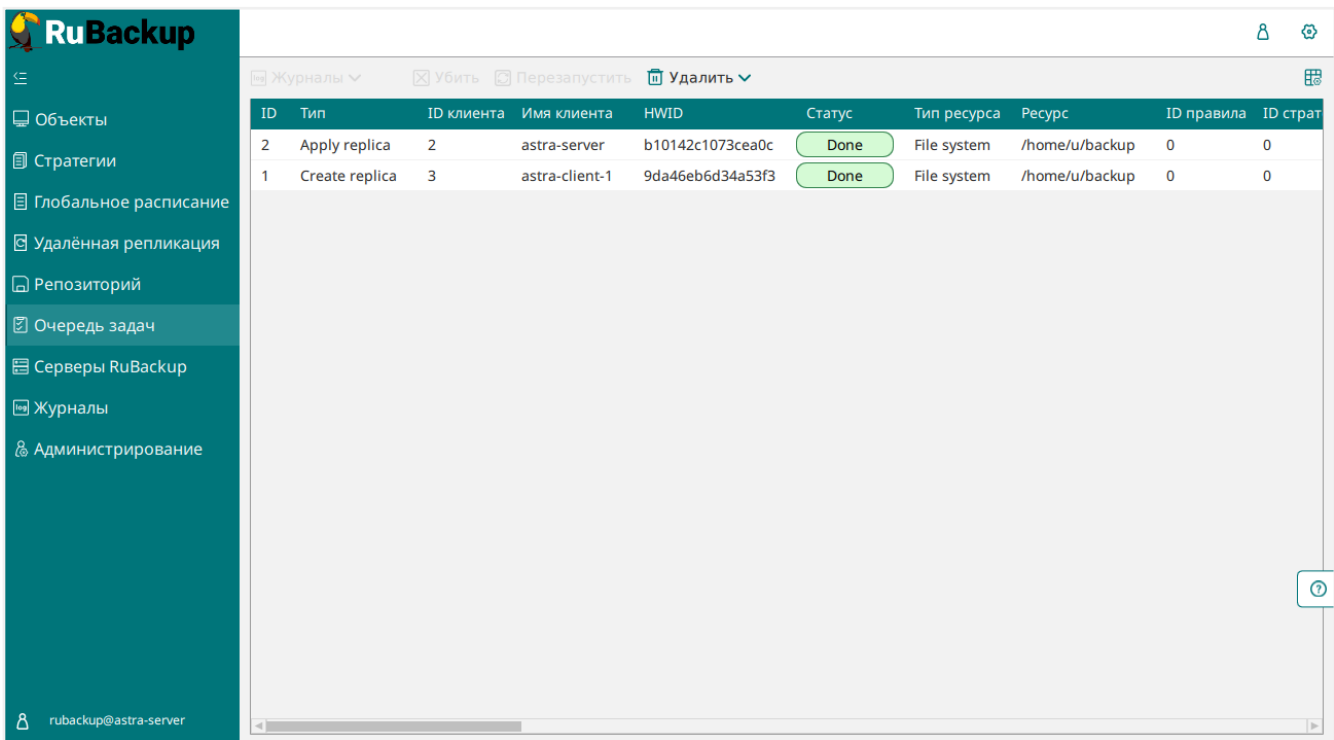 RuBackup
Журналы Убить Перезапустить Удалить
Объекты
Стратегии
Глобальное расписание
Удалённая репликация
Репозиторий
Очередь задач
Серверы RuBackup
Журналы
Администрирование
rubackup@astra-server
ID Тип ID клиента Имя клиента HWID Статус Тип ресурса Ресурс ID правила ID страт
2 Apply replica 2 astra-server b10142c1073cea0c Done File system /home/u/backup 0 0
1 Create replica 3 astra-client-1 9da46eb6d34a53f3 Done File system /home/u/backup 0 0